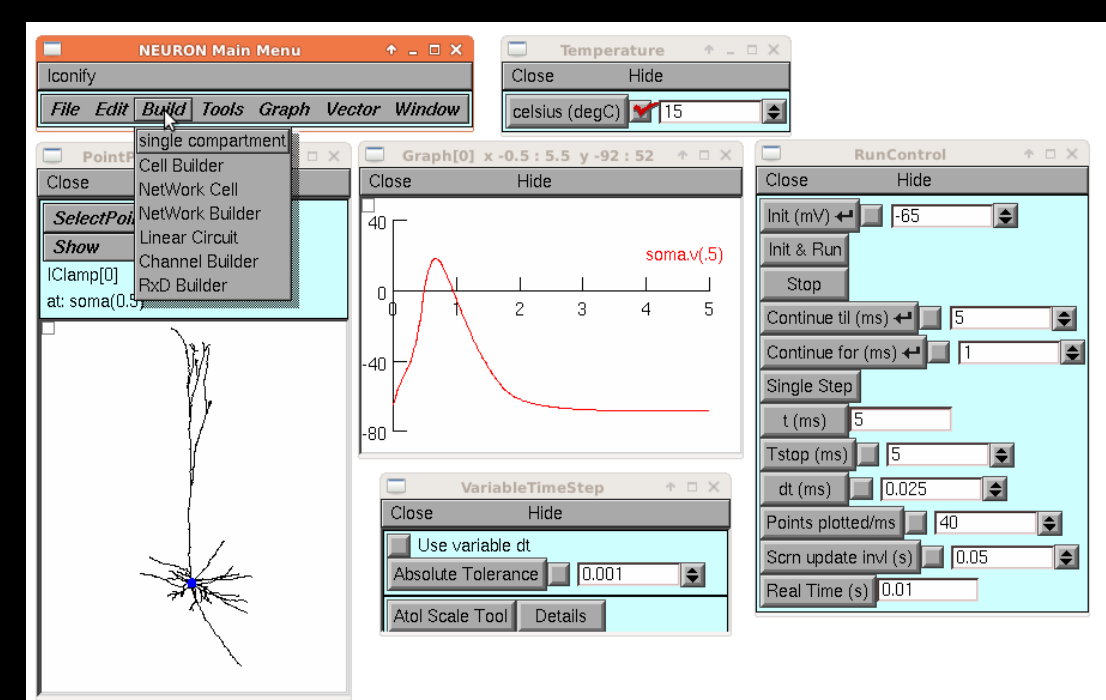 NEURON Main Menu
Iconify
File Edit Build Tools Graph Vector Window
single compartment
Cell Builder
NetWork Cell
NetWork Builder
Linear Circuit
Channel Builder
RxD Builder
Temperature
Close Hide
celsius (degC) 15
Close
Show
IClamp[0]
at: soma(0.5)
Graph[0] x -0.5 : 5.5 y -92 : 52
Close Hide
40
soma.v(.5)
0
0 1 2 3 4 5
-40
-80
VariableTimeStep
Close Hide
Use variable dt
Absolute Tolerance 0.001
Atol Scale Tool Details
RunControl
Close Hide
Init (mV) -65
Init & Run
Stop
Continue til (ms) 5
Continue for (ms) 1
Single Step
t (ms) 5
Tstop (ms) 5
dt (ms) 0.025
Points plotted/ms 40
Scrn update invl (s) 0.05
Real Time (s) 0.01